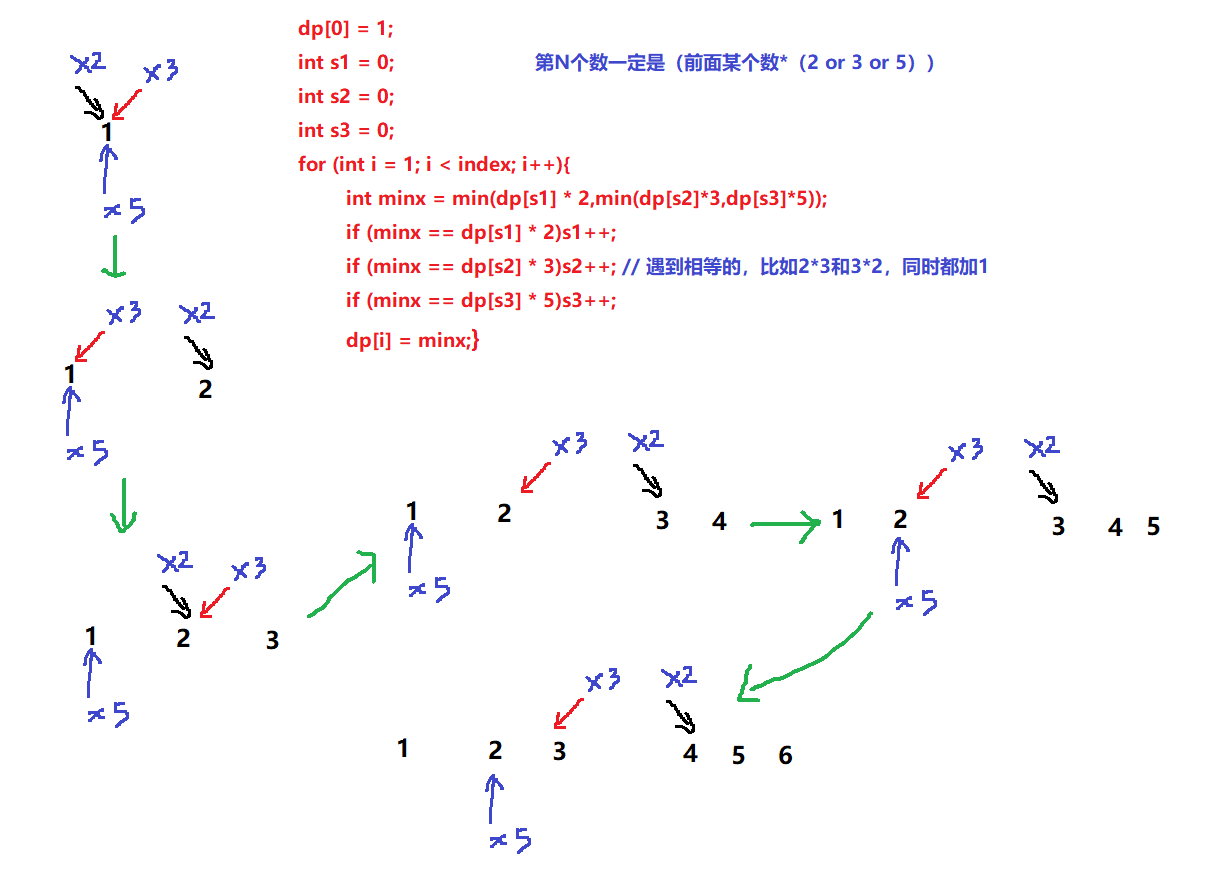 dp[0] = 1;
int s1 = 0;
第N个数一定是（前面某个数*（2 or 3 or 5））
int s2 = 0;
int s3 = 0;
for (int i = 1; i < index; i++){
int minx = min(dp[s1] * 2,min(dp[s2]*3,dp[s3]*5));
if (minx == dp[s1] * 2)s1++;
if (minx == dp[s2] * 3)s2++; // 遇到相等的，比如2*3和3*2，同时都加1
if (minx == dp[s3] * 5)s3++;
dp[i] = minx;}
x2 x3
1
x5
x3 x2
1 2
x5
x2 x3
1 2 3
x5
x3 x2
1 2 3 4
x5
x3 x2
1 2 3 4 5
x5
x3 x2
1 2 3 4 5 6
x5